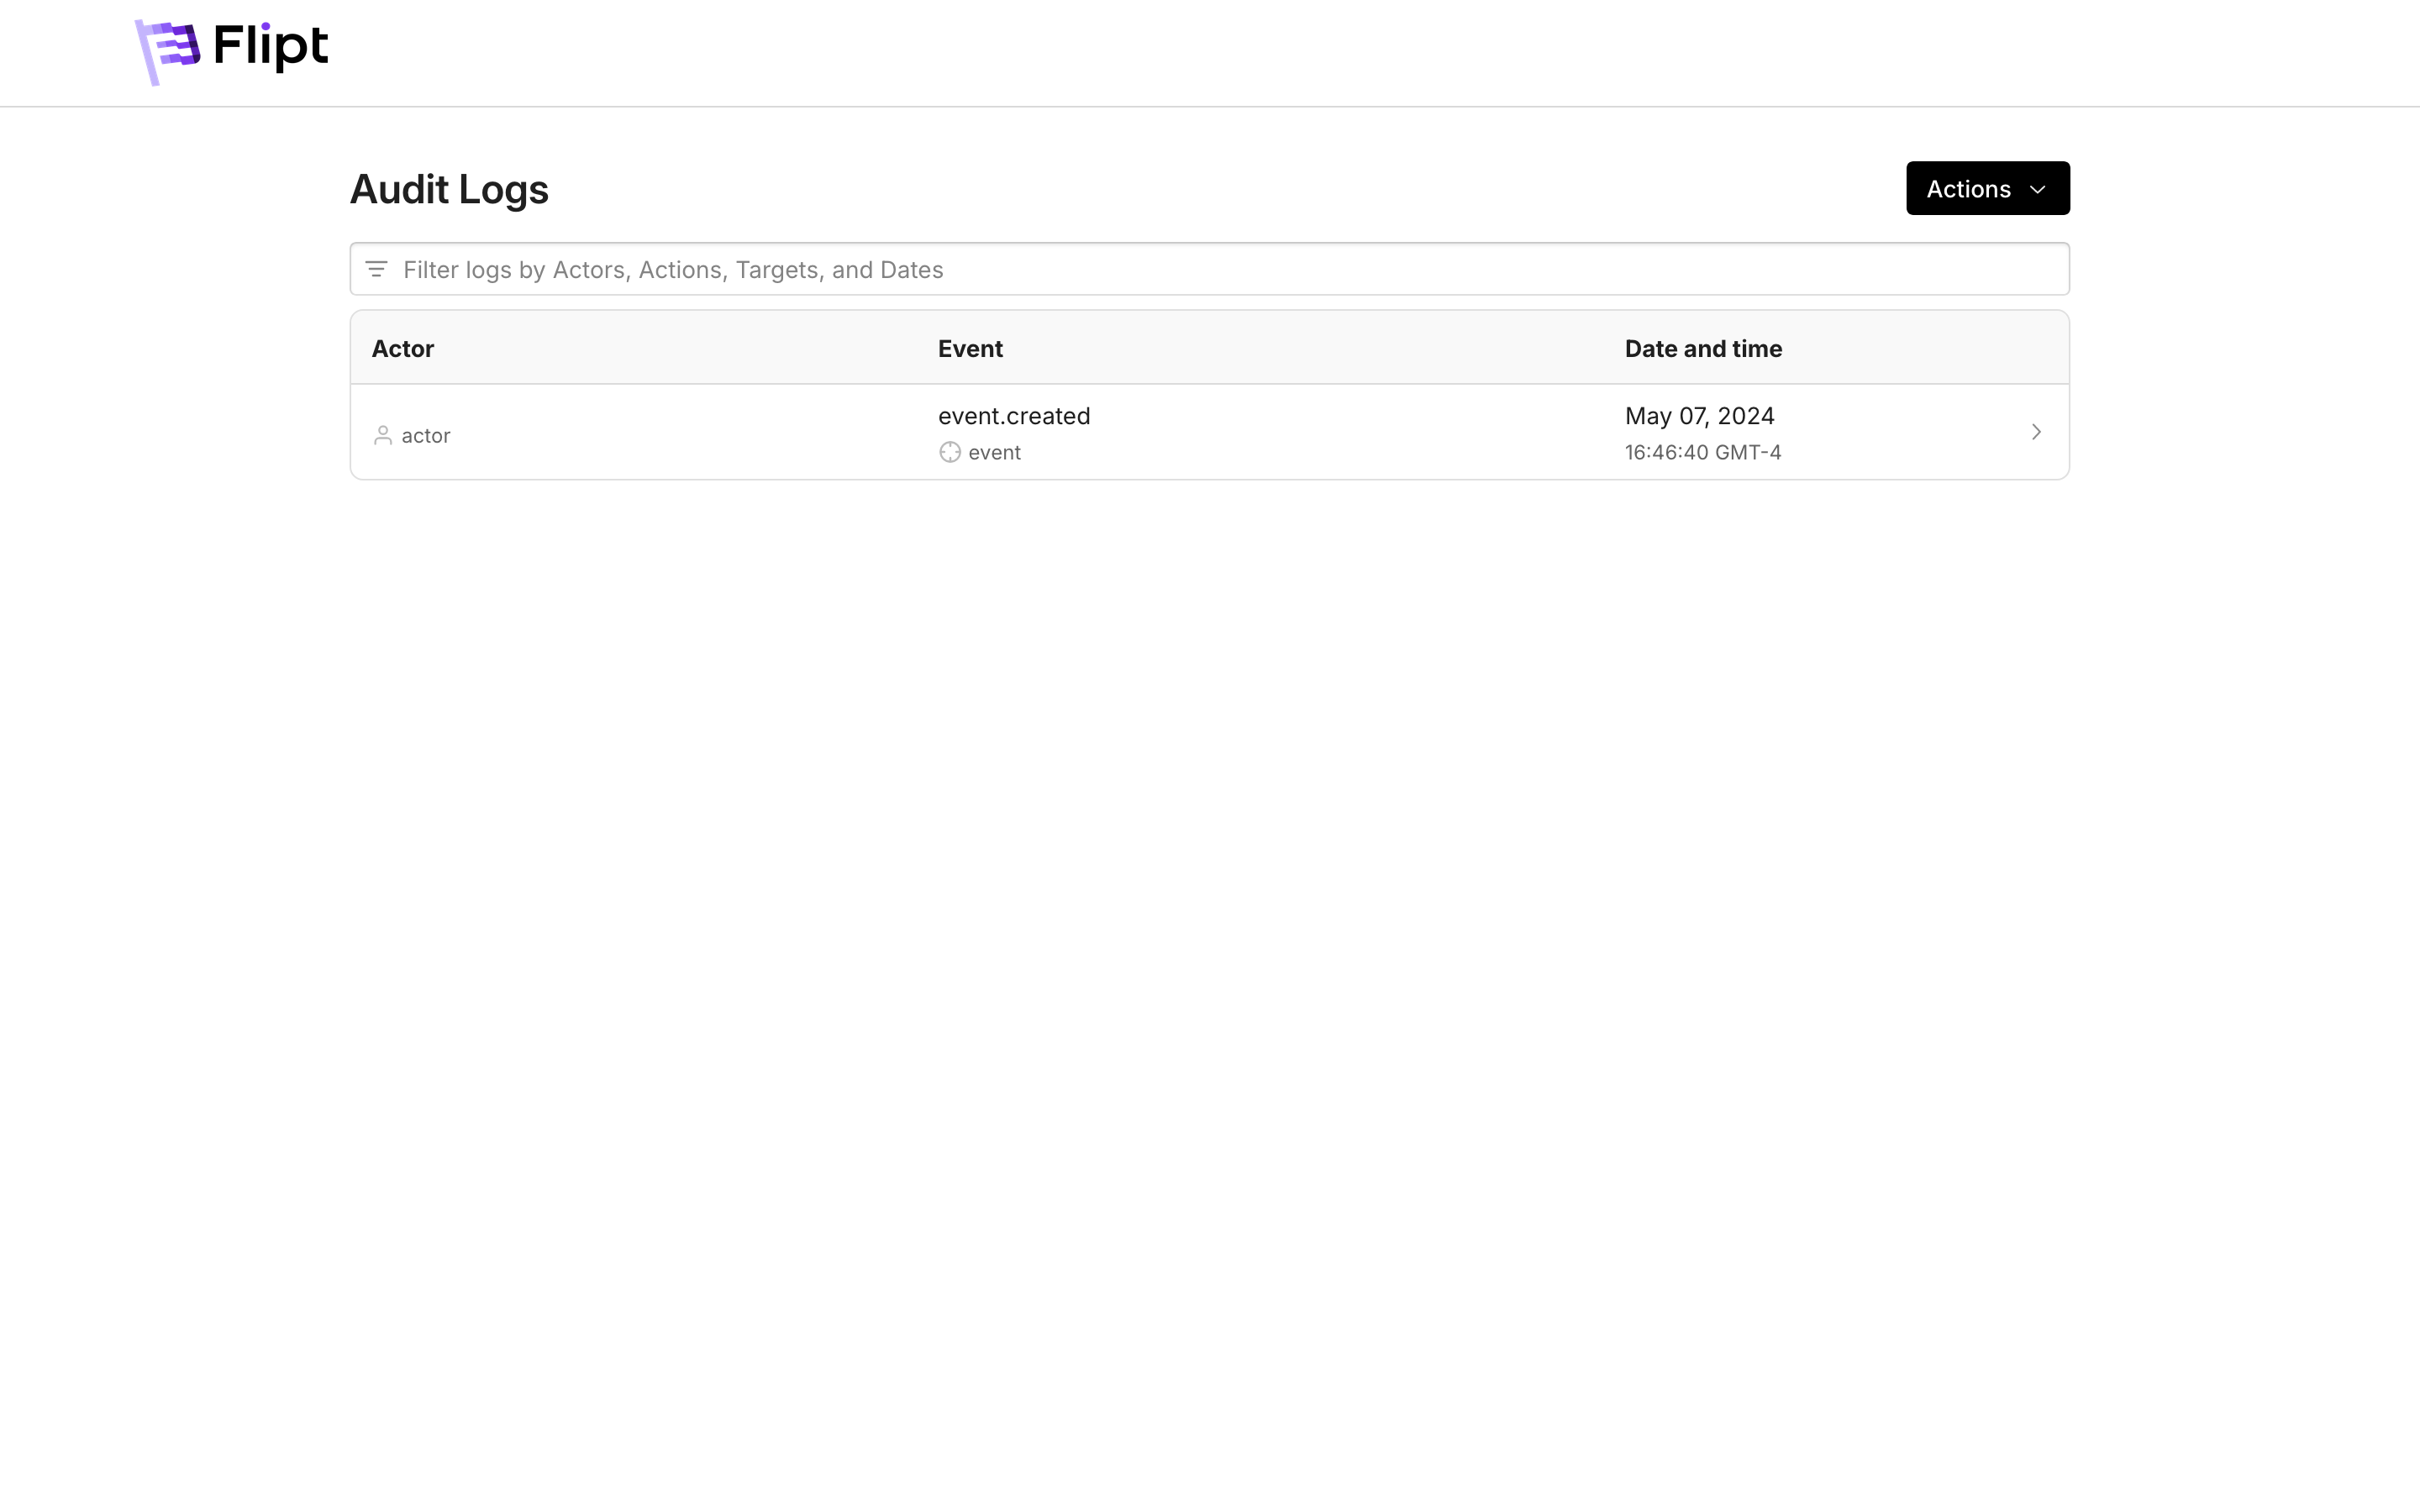 Flipt
Audit Logs
Actions
Filter logs by Actors, Actions, Targets, and Dates
Actor Event Date and time
actor
event.created
event
May 07, 2024
16:46:40 GMT-4